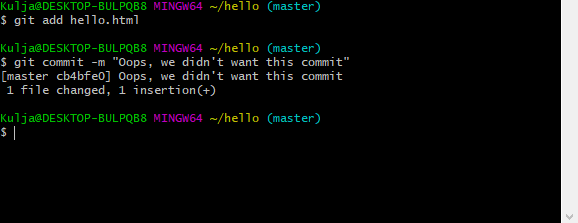 Kulja@DESKTOP-BULPQB8 MINGW64 ~/hello (master)
$ git add hello.html
Kulja@DESKTOP-BULPQB8 MINGW64 ~/hello (master)
$ git commit -m "Oops, we didn't want this commit"
[master cb4bfe0] Oops, we didn't want this commit
 1 file changed, 1 insertion(+)
Kulja@DESKTOP-BULPQB8 MINGW64 ~/hello (master)
$